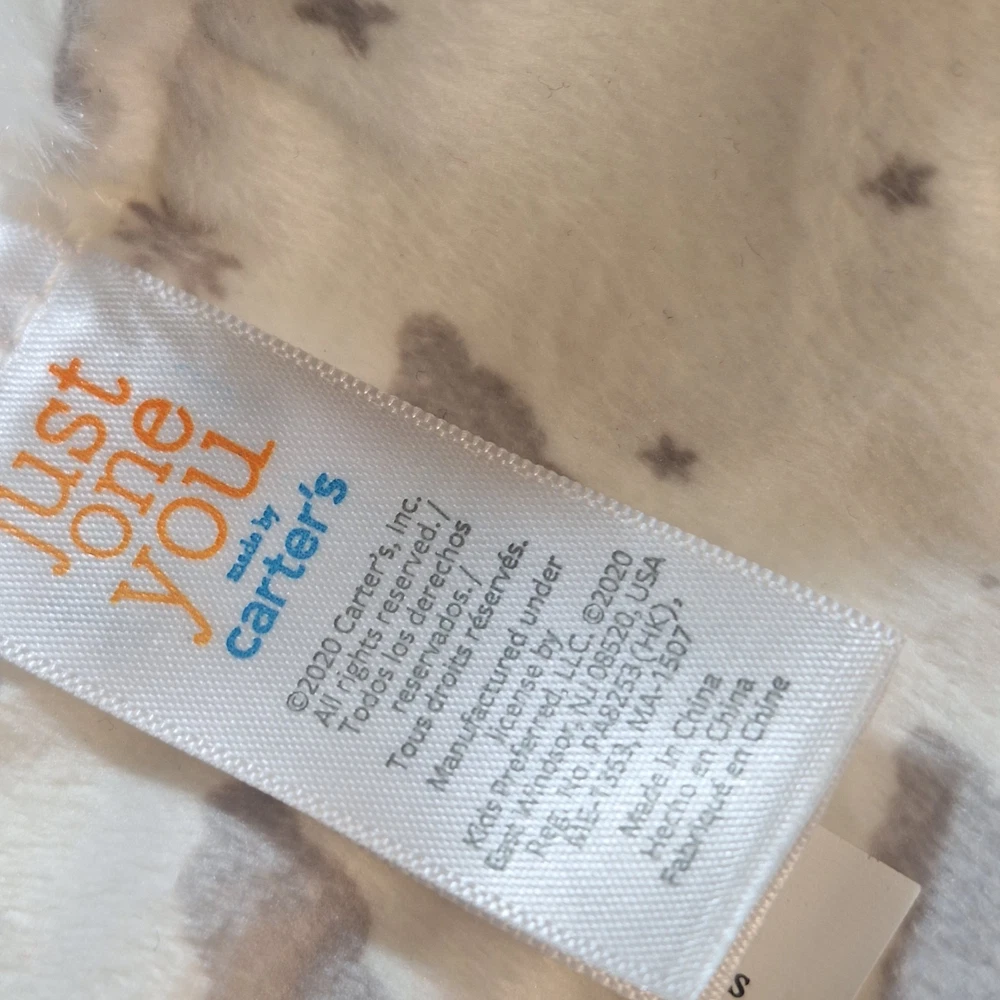 just
one
you
made by
carter's
©2020 Carter's, Inc.
All rights reserved. /
Todos los derechos
reservados. /
Tous droits réservés.
Manufactured under
license by
Kids Preferred, LLC. ©2020
East Windsor, NJ 08520, USA
REG. No. PA8253 (HK),
MA-1507
Made in China
Hecho en China
Fabriqué en Chine
s